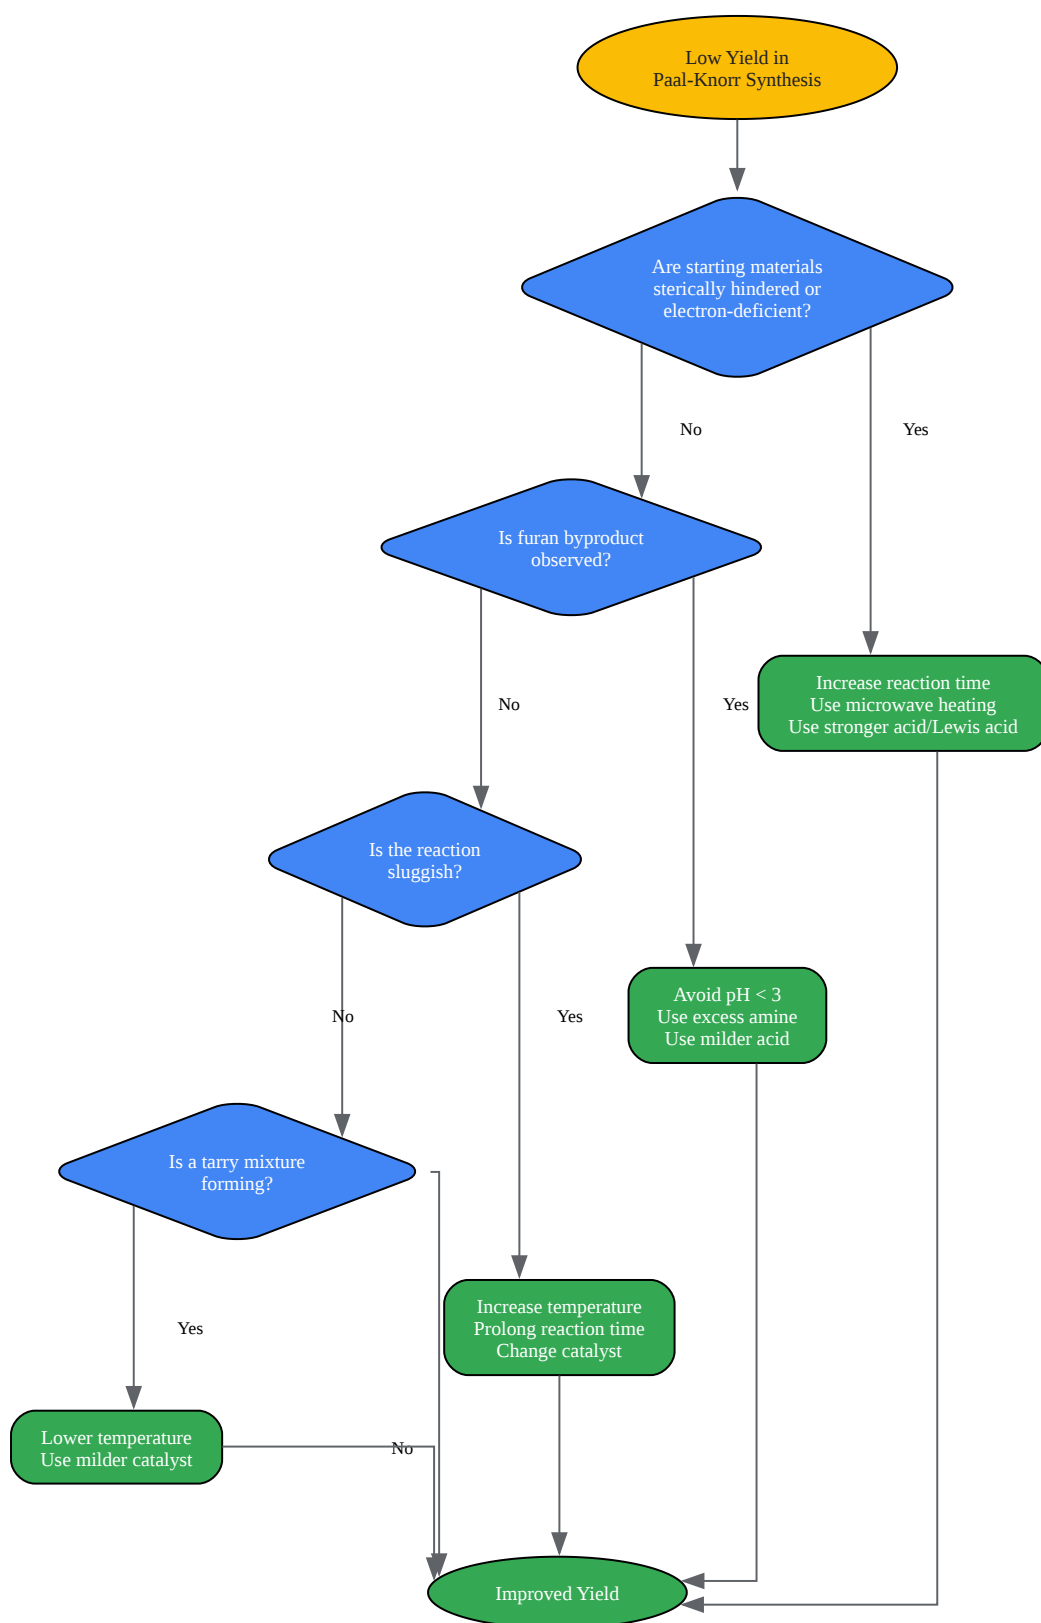 Low Yield in
Paal-Knorr Synthesis
Are starting materials
sterically hindered or
electron-deficient?
No
Yes
Is furan byproduct
observed?
No
Yes
Increase reaction time
Use microwave heating
Use stronger acid/Lewis acid
Is the reaction
sluggish?
No
Yes
Avoid pH < 3
Use excess amine
Use milder acid
Is a tarry mixture
forming?
Yes
Increase temperature
Prolong reaction time
Change catalyst
Lower temperature
Use milder catalyst
No
Improved Yield